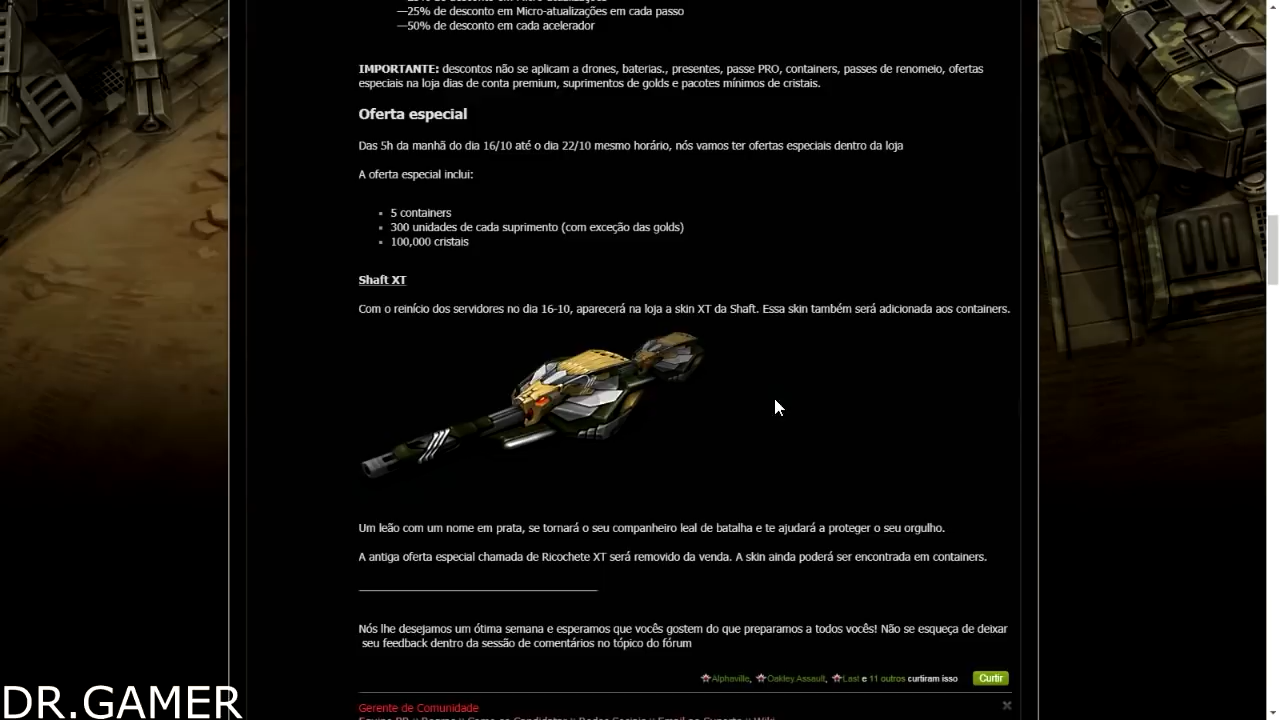 —25% de desconto em Micro-atualizações em cada passo
—50% de desconto em cada acelerador
IMPORTANTE: descontos não se aplicam a drones, baterias., presentes, passe PRO, containers, passes de renomeio, ofertas
especiais na loja dias de conta premium, suprimentos de golds e pacotes mínimos de cristais.
Oferta especial
Das 5h da manhã do dia 16/10 até o dia 22/10 mesmo horário, nós vamos ter ofertas especiais dentro da loja
A oferta especial inclui:
5 containers
300 unidades de cada suprimento (com exceção das golds)
100,000 cristais
Shaft XT
Com o reinício dos servidores no dia 16-10, aparecerá na loja a skin XT da Shaft. Essa skin também será adicionada aos containers.
Um leão com um nome em prata, se tornará o seu companheiro leal de batalha e te ajudará a proteger o seu orgulho.
A antiga oferta especial chamada de Ricochete XT será removido da venda. A skin ainda poderá ser encontrada em containers.
Nós lhe desejamos um ótima semana e esperamos que vocês gostem do que preparamos a todos vocês! Não se esqueça de deixar
seu feedback dentro da sessão de comentários no tópico do fórum
Alphaville, Oakley Assault, Last e 11 outros curtiram isso Curtir
DR.GAMER
Gerente de Comunidade